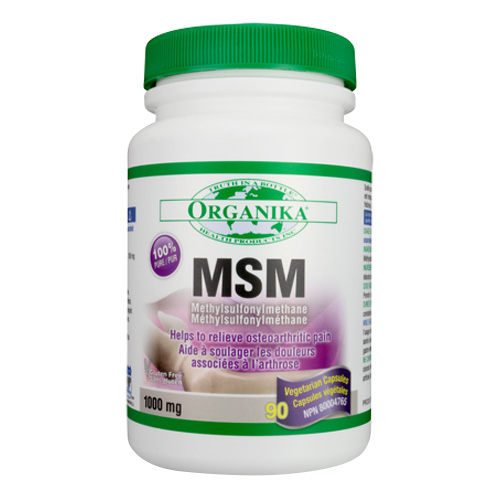 TRUTH IN A BOTTLE
ORGANIKA®
HEALTH PRODUCTS INC
100%
PURE / PUR
MSM
Methylsulfonylmethane
Méthylsulfonylméthane
Helps to relieve osteoarthritic pain
Aide à soulager les douleurs
associées à l'arthrose
Gluten Free
1000 mg
90
Vegetarian Capsules
Capsules végétales
NPN 80004765